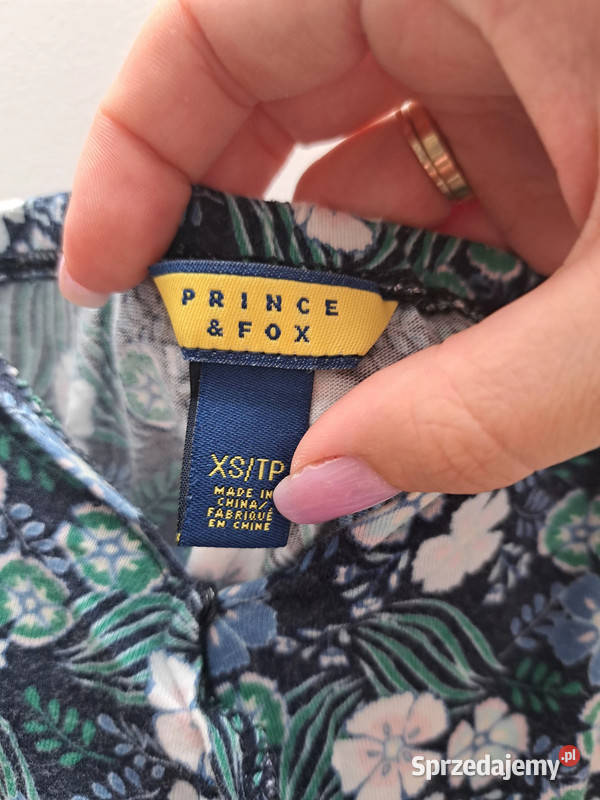 PRINCE
& FOX
XS/TP
MADE IN
CHINA/
FABRIQUÉ
EN CHINE
Sprzedajemy.pl